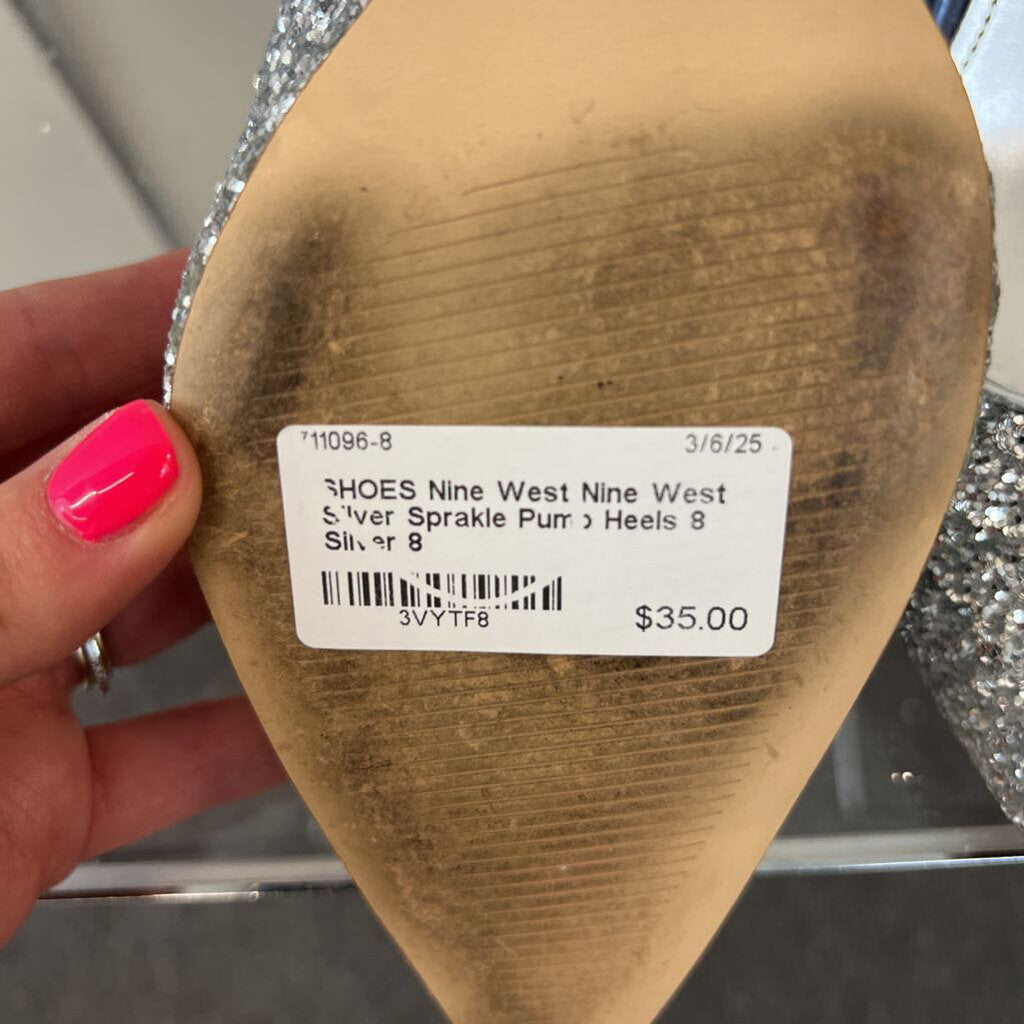 711096-8
3/6/25
SHOES Nine West Nine West
Silver Sprakle Pump Heels 8
Silver 8
3VYTF8
$35.00